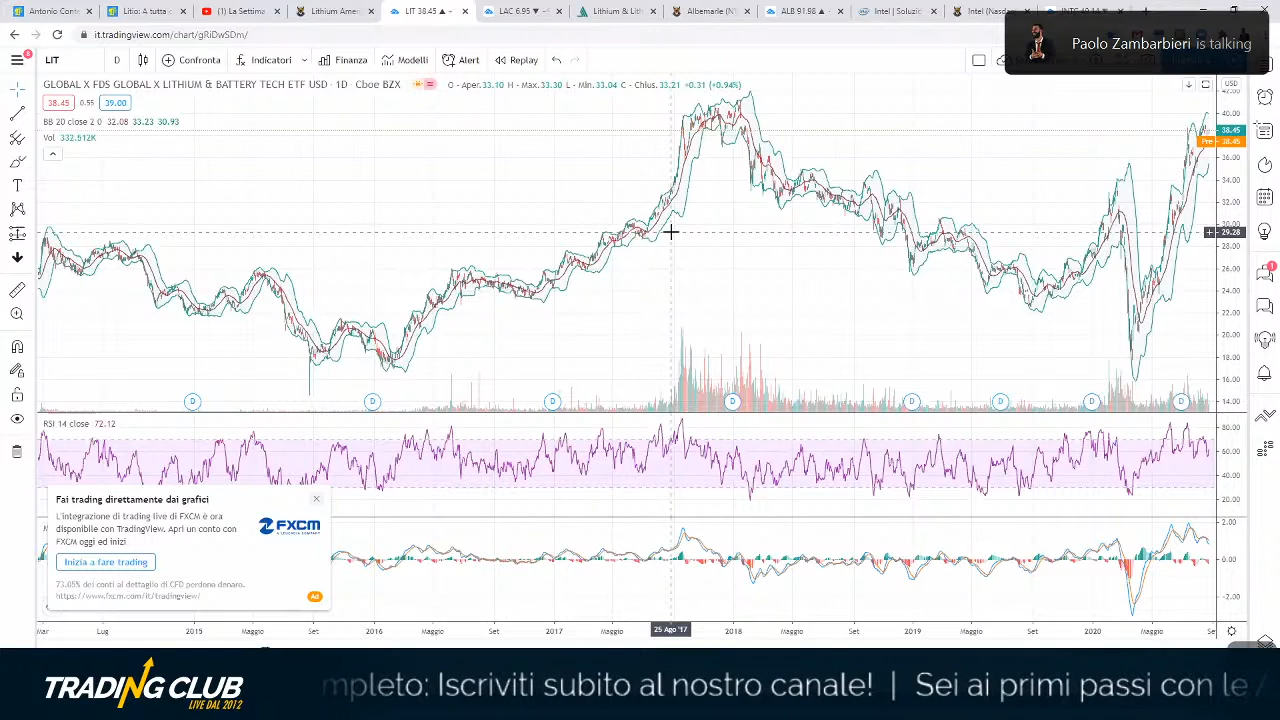 Antonio Conte
Litio: A tutta
(1) La Settima
Lithium Amer
LIT 38.45
LAC 6.95
Lithium & El
Albemarle (N
ALB 91.98
Intel | Soluzi
Intel (Nasdaq
it.tradingview.com/chart/gRiDwSDn/
Paolo Zambarbieri is talking
LIT
D
Confronta
Indicatori
Finanza
Modelli
Alert
Replay
GLOBAL X FDS GLOBAL X LITHIUM & BATTERY TECH ETF USD · 1D · Cboe BZX
O - Aper.33.10 H - Max.33.30 L - Min.33.04 C - Chius.33.21 +0.31 (+0.94%)
USD
38.45 0.55 39.00
BB 20 close 2 0 32.08 33.23 30.93
Vol 332.512K
42.00
40.00
38.45
Pre 38.45
36.00
34.00
32.00
30.00
29.28
28.00
26.00
24.00
22.00
20.00
18.00
16.00
14.00
D D D D D D D D
RSI 14 close 72.12
80.00
60.00
40.00
20.00
Fai trading direttamente dai grafici
L'integrazione di trading live di FXCM è ora
disponibile con TradingView. Apri un conto con
FXCM oggi ed inizi
FXCM
Inizia a fare trading
73.05% dei conti al dettaglio di CFD perdono denaro.
https://www.fxcm.com/it/tradingview/
Ad
2.00
0.00
-2.00
Mar Lug 2015 Maggio Set 2016 Maggio Set 2017 Maggio 25 Ago '17 2018 Maggio Set 2019 Maggio Set 2020 Maggio Se
TRADING CLUB
LIVE DAL 2012
mpleto: Iscriviti subito al nostro canale! | Sei ai primi passi con le